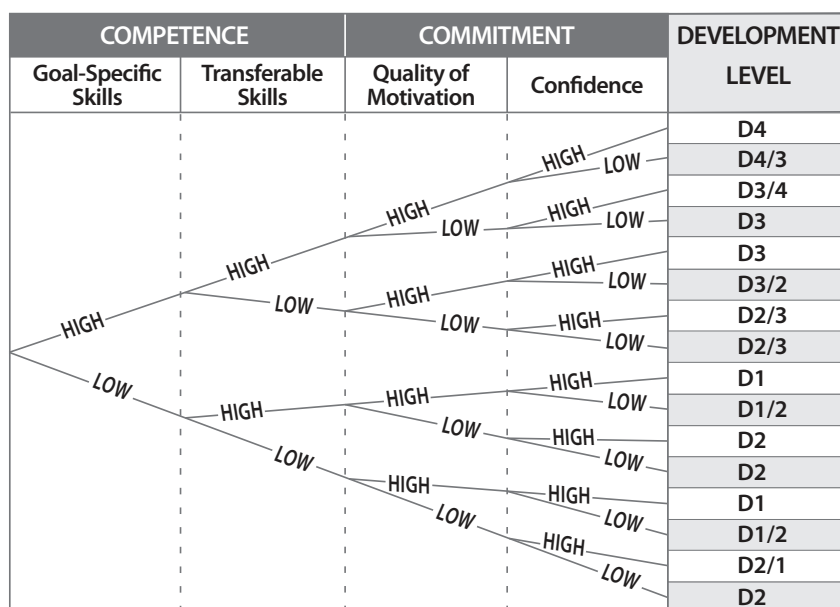 COMPETENCE COMMITMENT DEVELOPMENT LEVEL
Goal-Specific Skills Transferable Skills Quality of Motivation Confidence
D4
HIGH
LOW
D4/3
HIGH
HIGH
D3/4
LOW
LOW
D3
HIGH
D3
HIGH
HIGH
LOW
D3/2
HIGH
LOW
LOW
HIGH
D2/3
LOW
D2/3
LOW
HIGH
HIGH
HIGH
D1
LOW
D1/2
LOW
HIGH
D2
LOW
LOW
D2
HIGH
HIGH
D1
LOW
LOW
D1/2
HIGH
D2/1
LOW
D2